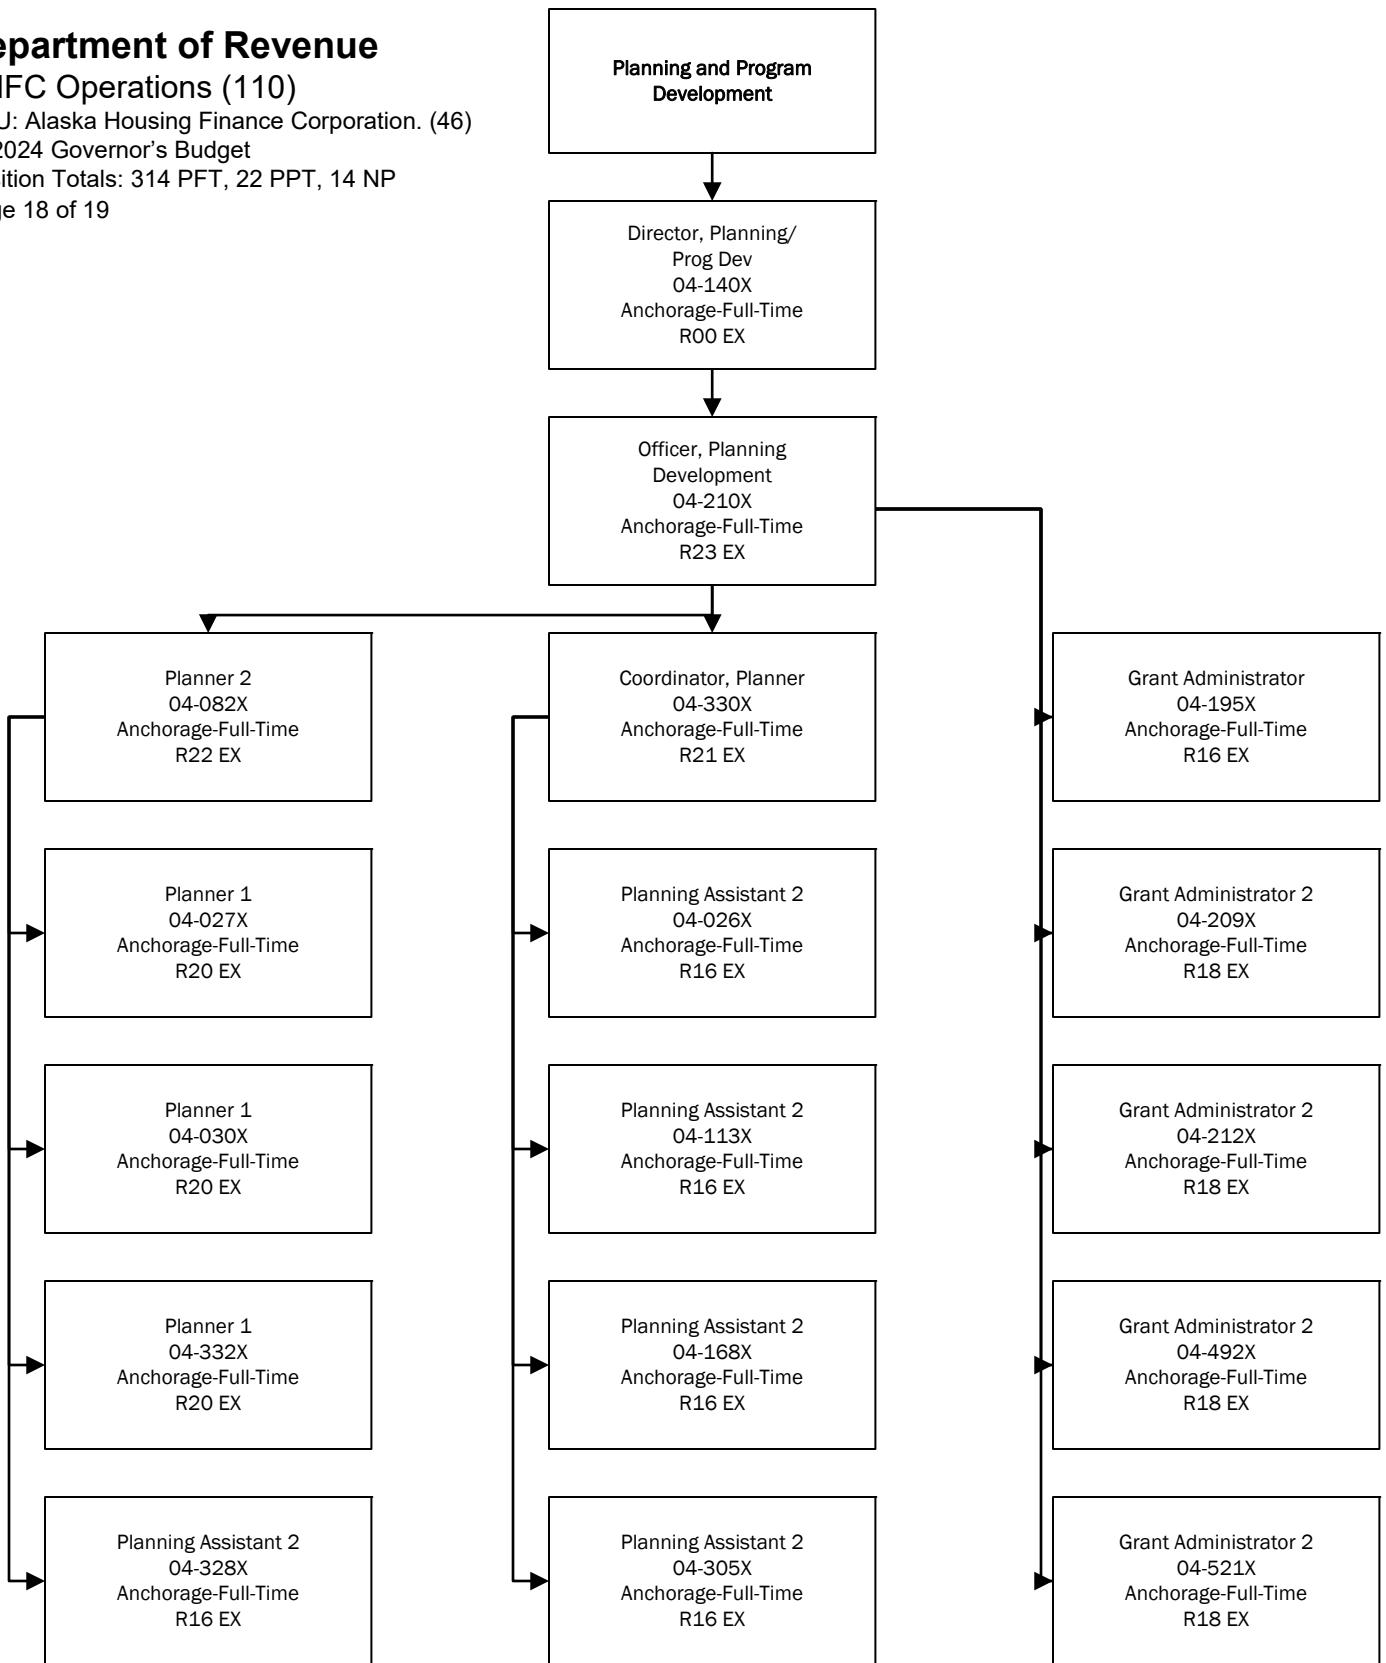 epartment of Revenue
IFC Operations (110)
U: Alaska Housing Finance Corporation. (46)
2024 Governor's Budget
sition Totals: 314 PFT, 22 PPT, 14 NP
ge 18 of 19
Planning and Program
Development
Director, Planning/
Prog Dev
04-140X
Anchorage-Full-Time
R00 EX
Officer, Planning
Development
04-210X
Anchorage-Full-Time
R23 EX
Planner 2
04-082X
Anchorage-Full-Time
R22 EX
Coordinator, Planner
04-330X
Anchorage-Full-Time
R21 EX
Grant Administrator
04-195X
Anchorage-Full-Time
R16 EX
Planner 1
04-027X
Anchorage-Full-Time
R20 EX
Planning Assistant 2
04-026X
Anchorage-Full-Time
R16 EX
Grant Administrator 2
04-209X
Anchorage-Full-Time
R18 EX
Planner 1
04-030X
Anchorage-Full-Time
R20 EX
Planning Assistant 2
04-113X
Anchorage-Full-Time
R16 EX
Grant Administrator 2
04-212X
Anchorage-Full-Time
R18 EX
Planner 1
04-332X
Anchorage-Full-Time
R20 EX
Planning Assistant 2
04-168X
Anchorage-Full-Time
R16 EX
Grant Administrator 2
04-492X
Anchorage-Full-Time
R18 EX
Planning Assistant 2
04-328X
Anchorage-Full-Time
R16 EX
Planning Assistant 2
04-305X
Anchorage-Full-Time
R16 EX
Grant Administrator 2
04-521X
Anchorage-Full-Time
R18 EX